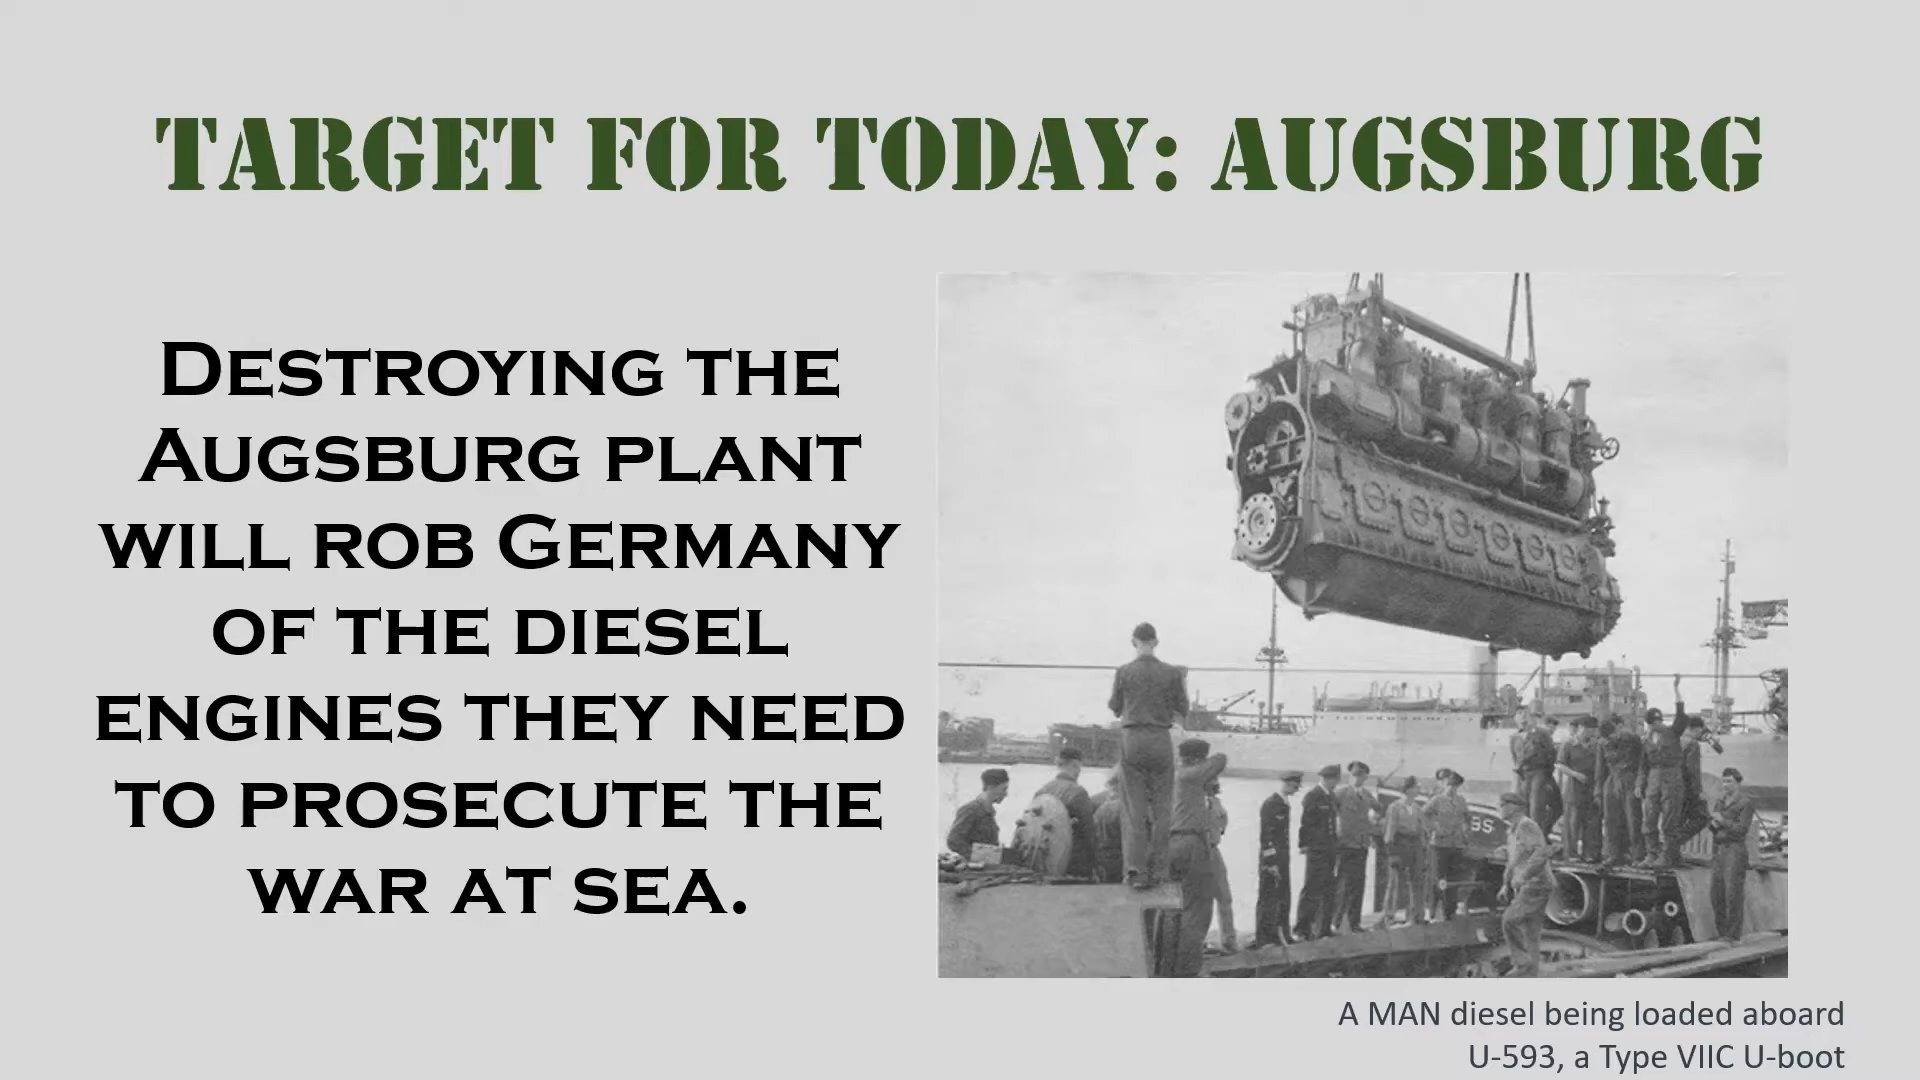 TARGET FOR TODAY: AUGSBURG
DESTROYING THE
AUGSBURG PLANT
WILL ROB GERMANY
OF THE DIESEL
ENGINES THEY NEED
TO PROSECUTE THE
WAR AT SEA.
A MAN diesel being loaded aboard
U-593, a Type VIIC U-boot